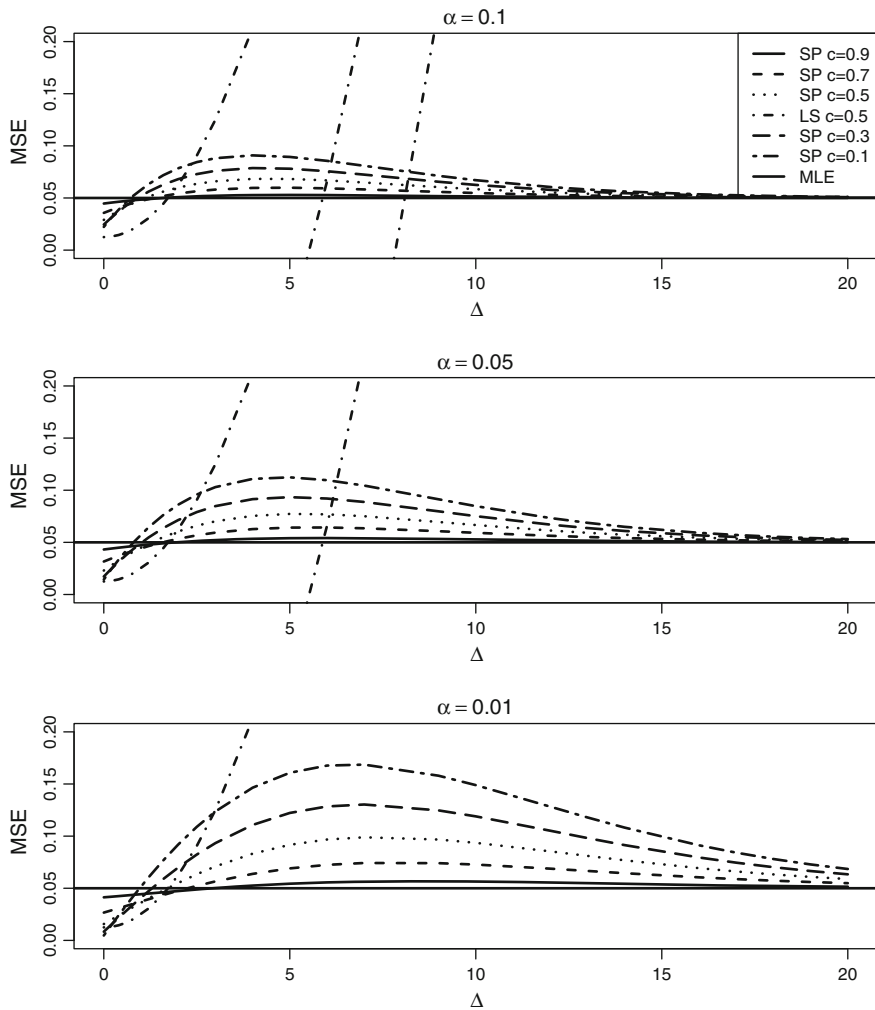 α = 0.1
MSE
0.20
0.15
0.10
0.05
0.00
SP c=0.9
SP c=0.7
SP c=0.5
LS c=0.5
SP c=0.3
SP c=0.1
MLE
0 5 10 15 20
Δ
α = 0.05
MSE
0.20
0.15
0.10
0.05
0.00
0 5 10 15 20
Δ
α = 0.01
MSE
0.20
0.15
0.10
0.05
0.00
0 5 10 15 20
Δ